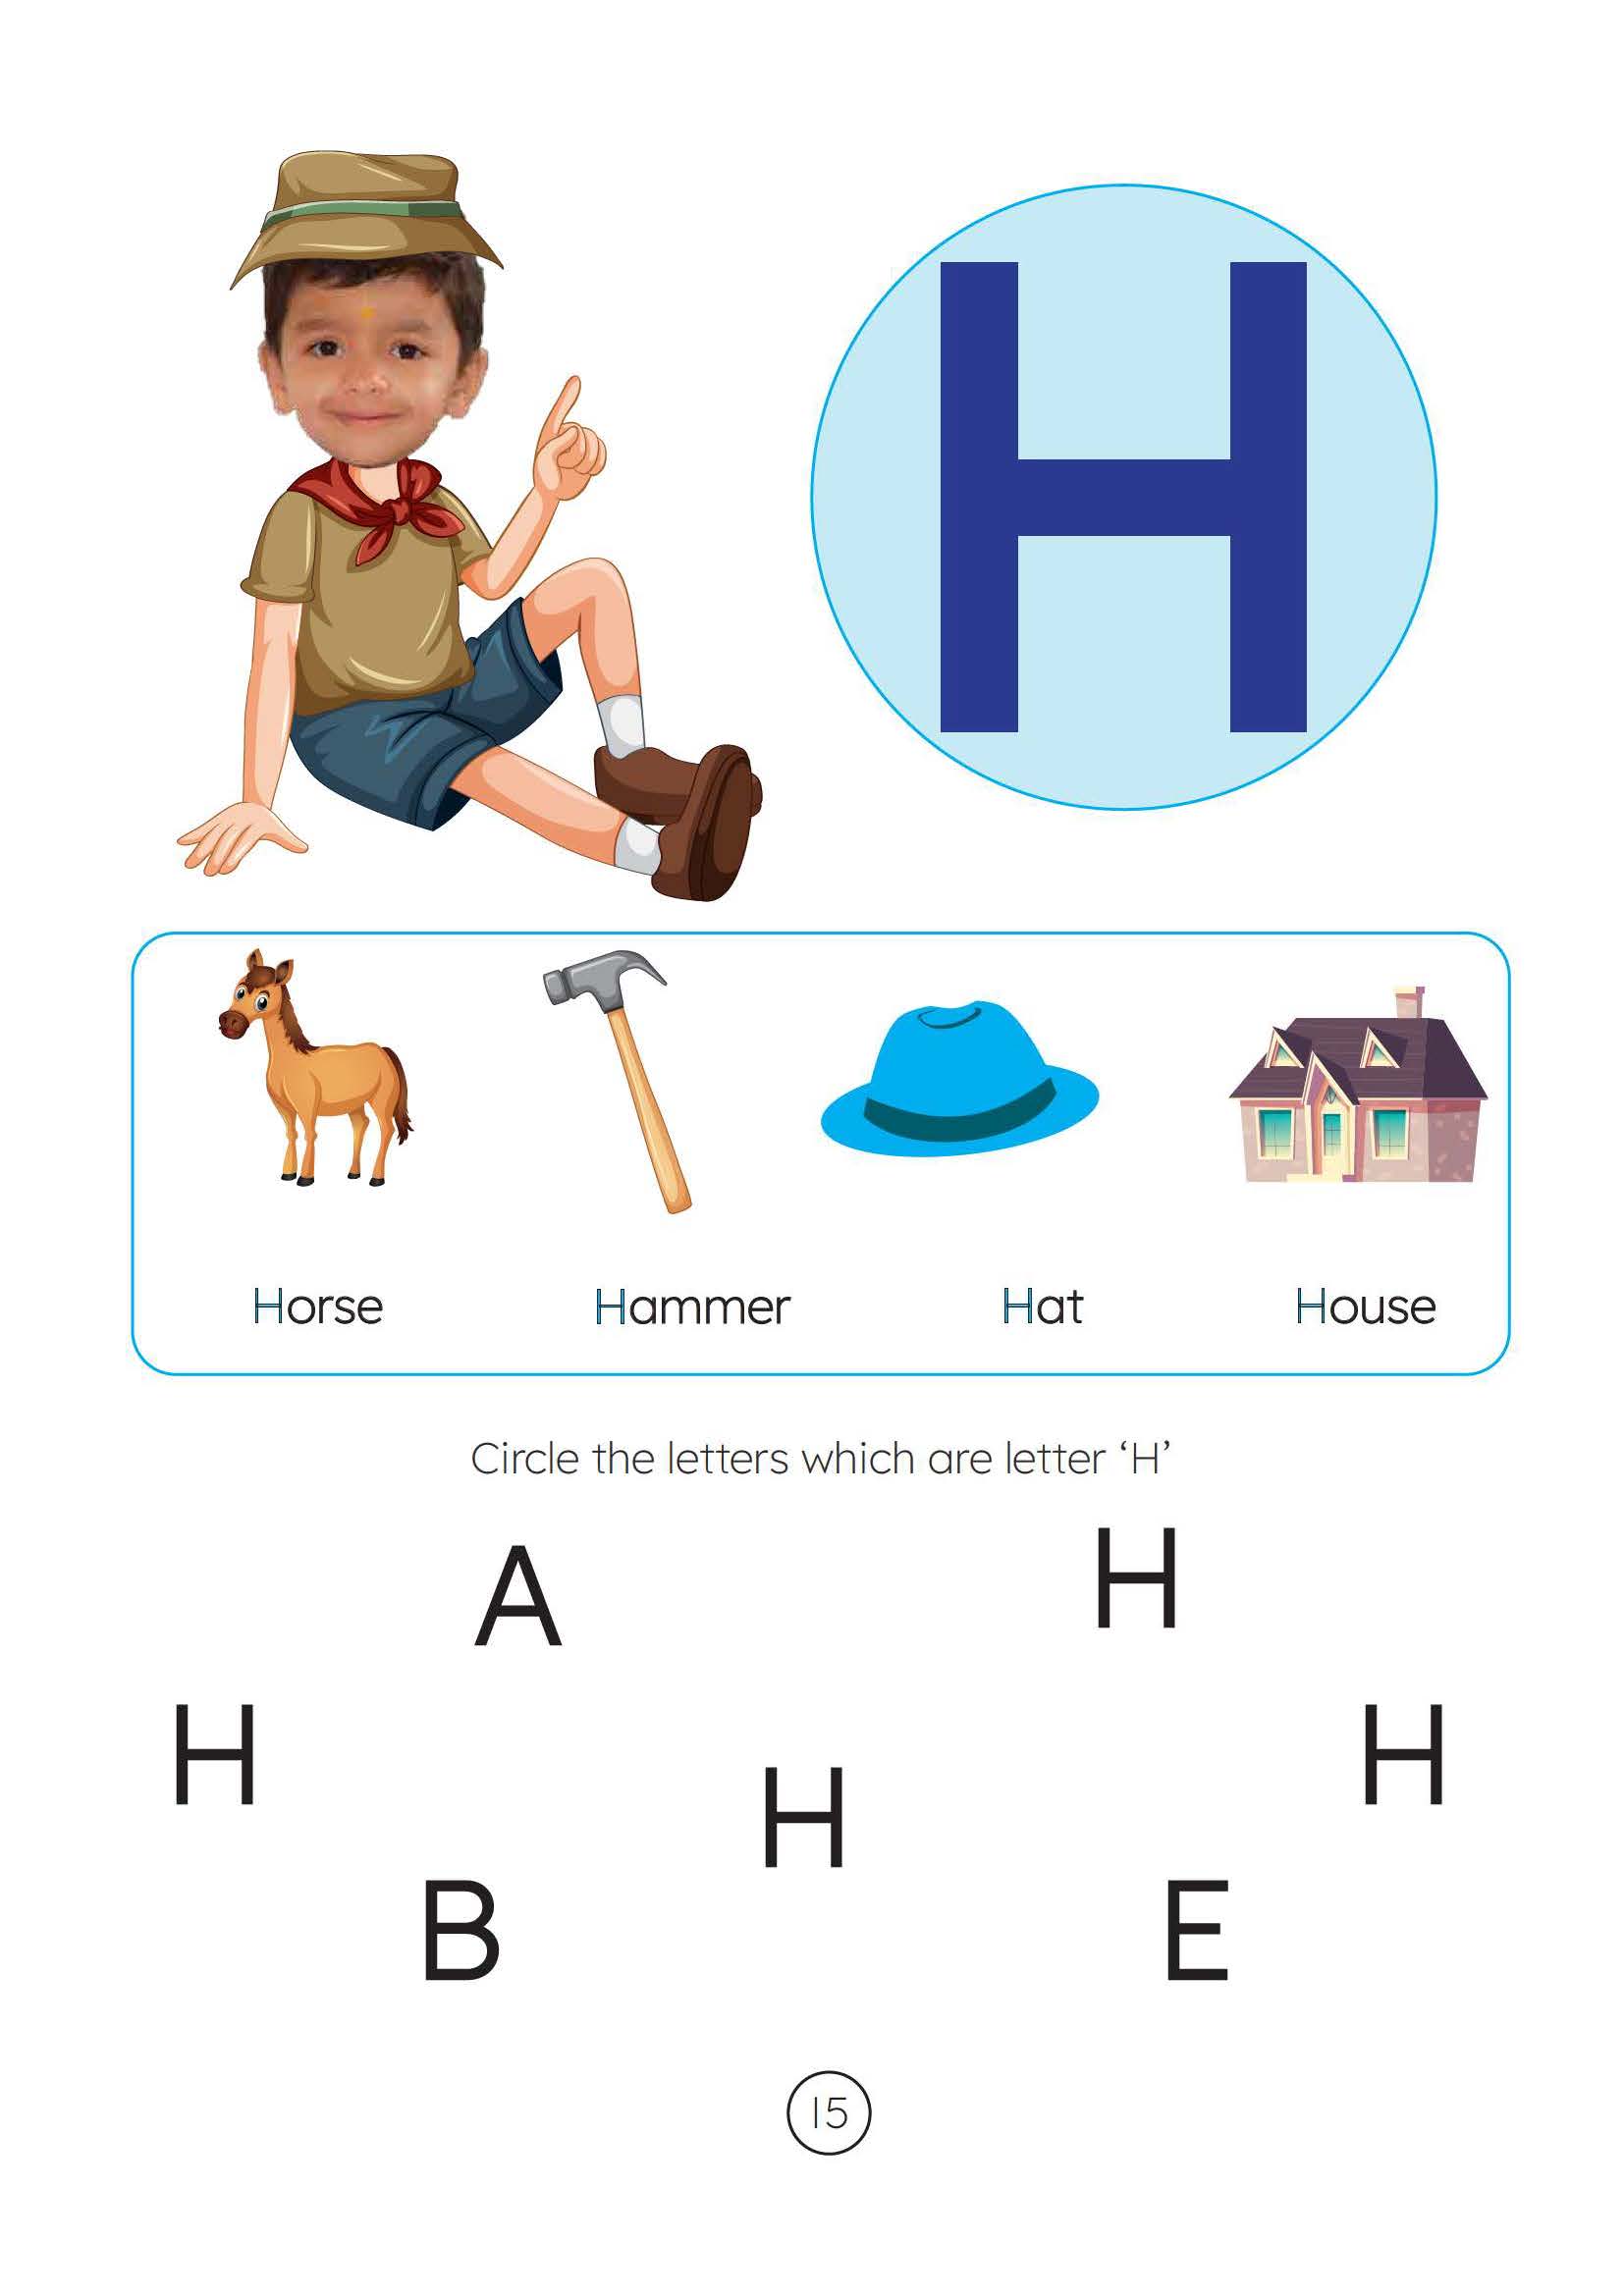 H
Horse Hammer Hat House
Circle the letters which are letter ‘H’
A H
H H
H
B E
15